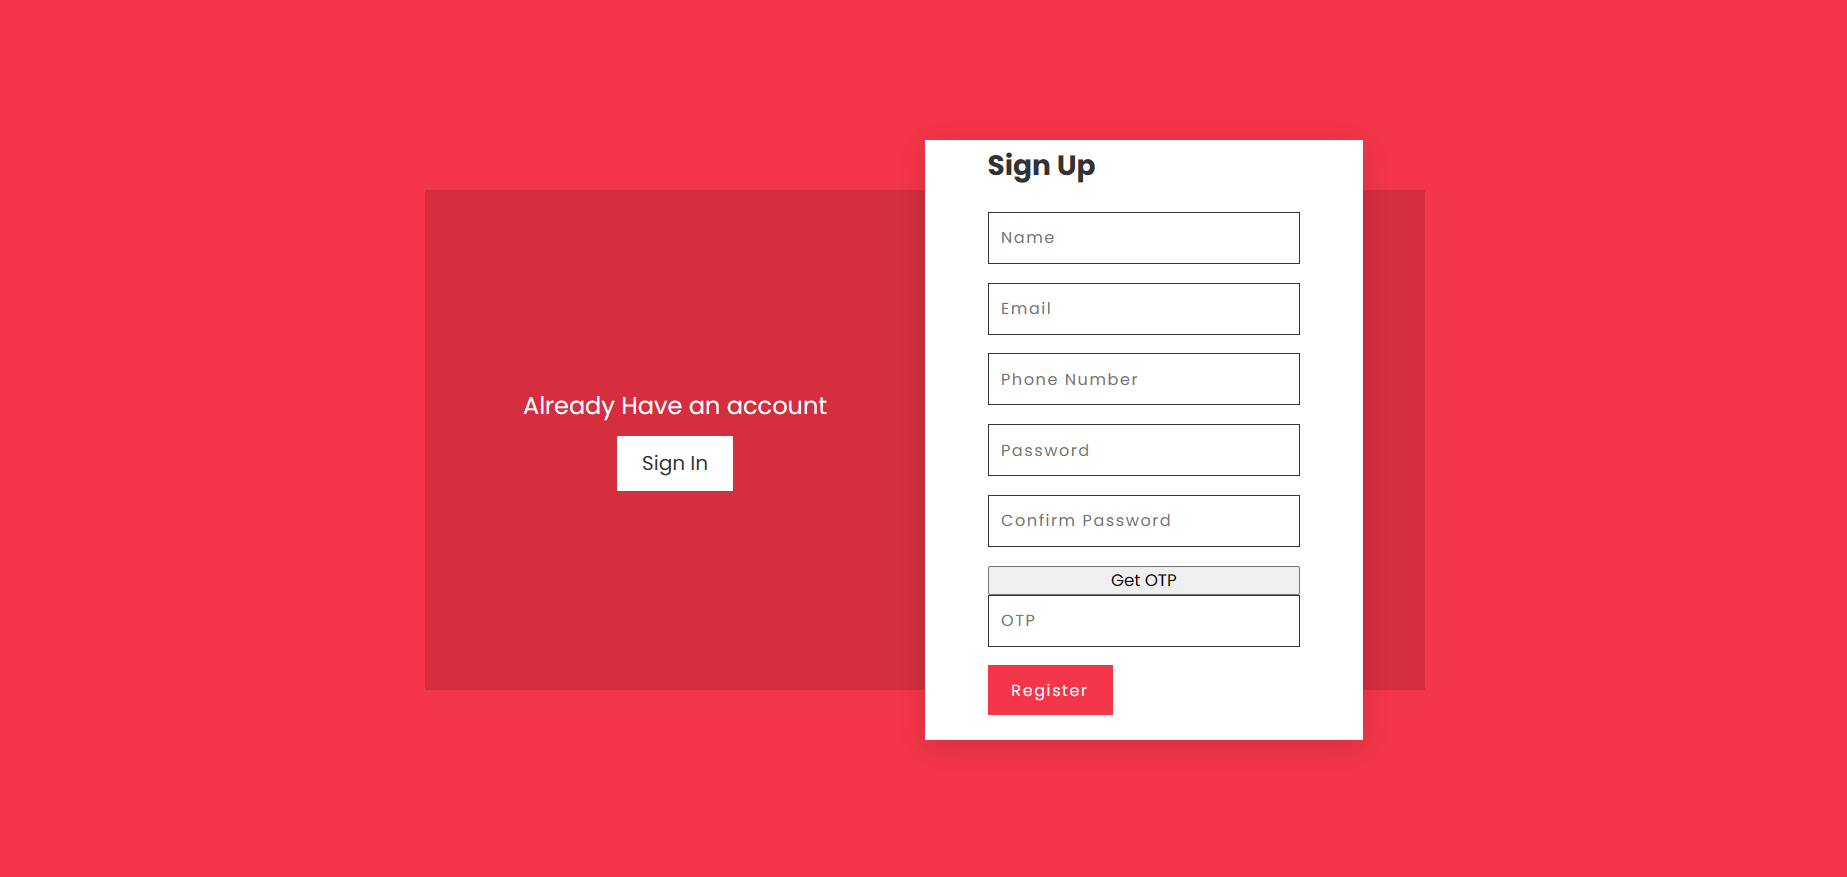 Already Have an account
Sign In
Sign Up
Name
Email
Phone Number
Password
Confirm Password
Get OTP
OTP
Register